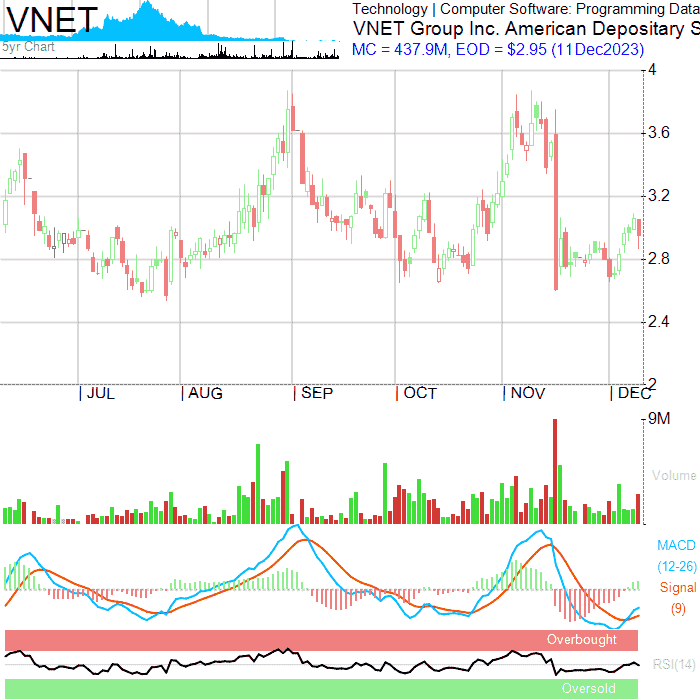 VNET
5yr Chart
Technology | Computer Software: Programming Data
VNET Group Inc. American Depositary S
MC = 437.9M, EOD = $2.95 (11Dec2023)
4
3.6
3.2
2.8
2.4
2
JUL AUG SEP OCT NOV DEC
9M
Volume
MACD
(12-26)
Signal
(9)
Overbought
RSI(14)
Oversold